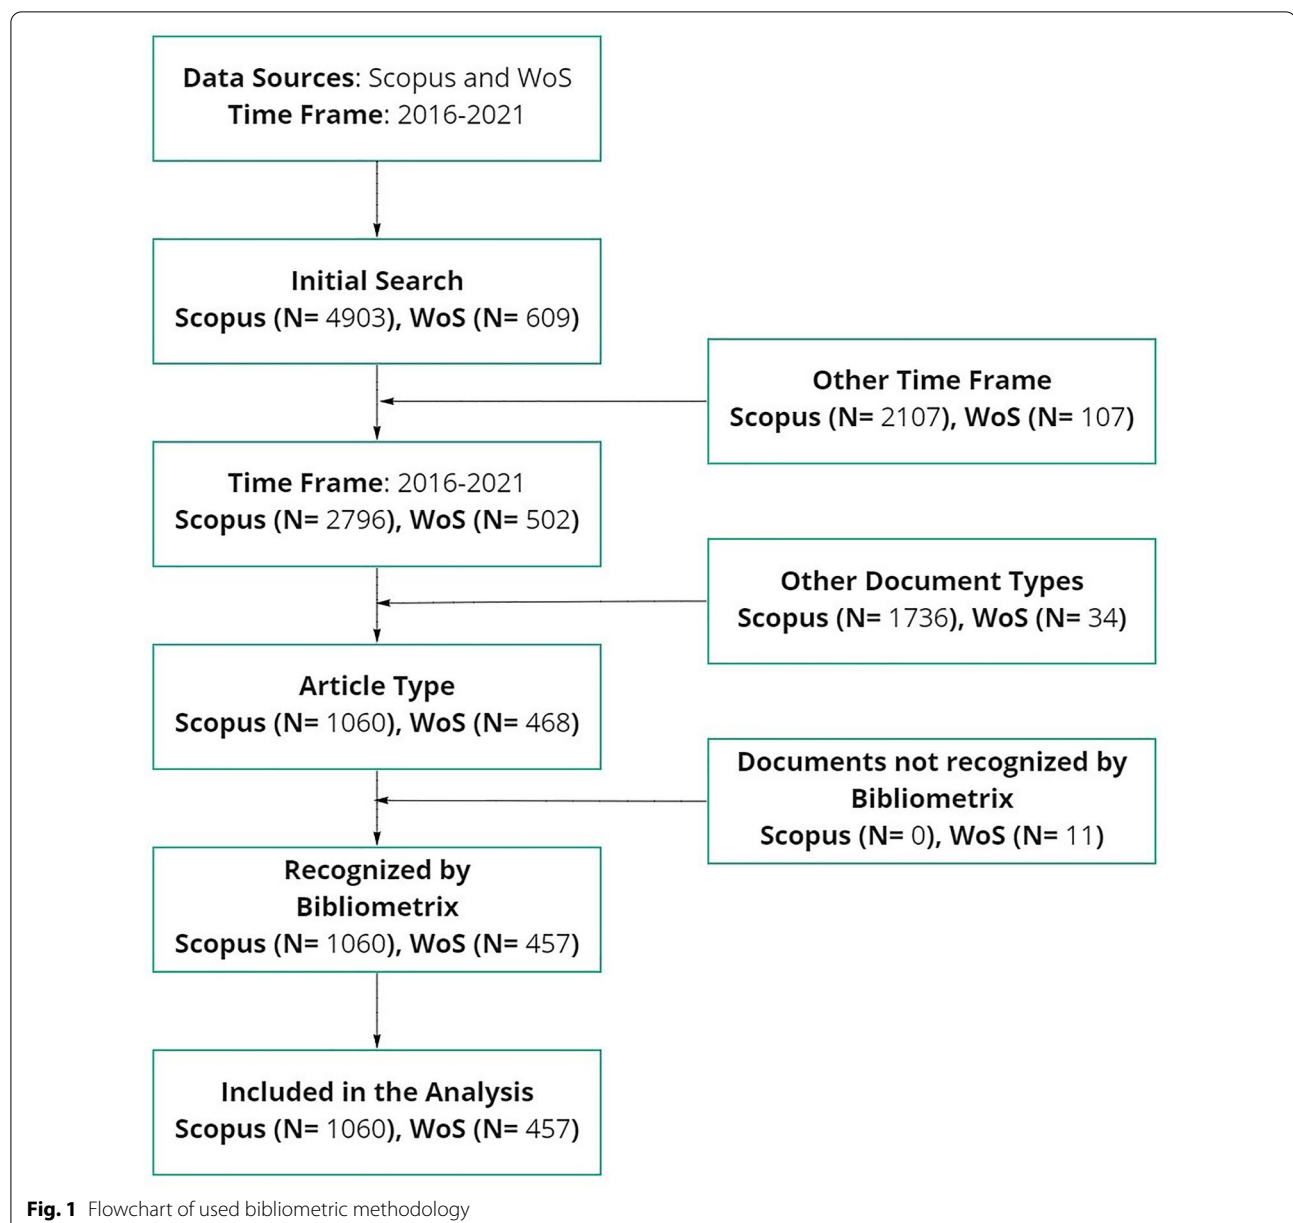 Data Sources: Scopus and WoS
Time Frame: 2016-2021
Initial Search
Scopus (N= 4903), WoS (N= 609)
Other Time Frame
Scopus (N= 2107), WoS (N= 107)
Time Frame: 2016-2021
Scopus (N= 2796), WoS (N= 502)
Other Document Types
Scopus (N= 1736), WoS (N= 34)
Article Type
Scopus (N= 1060), WoS (N= 468)
Documents not recognized by
Bibliometrix
Scopus (N= 0), WoS (N= 11)
Recognized by
Bibliometrix
Scopus (N= 1060), WoS (N= 457)
Included in the Analysis
Scopus (N= 1060), WoS (N= 457)
Fig. 1 Flowchart of used bibliometric methodology